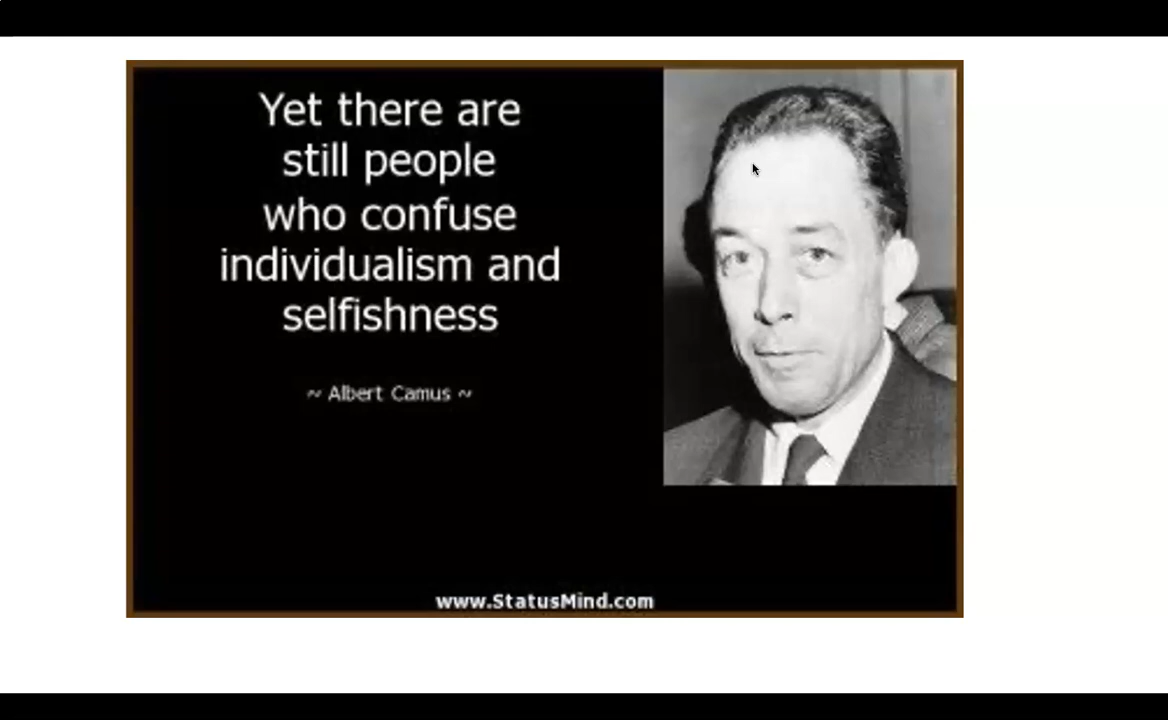 Yet there are
still people
who confuse
individualism and
selfishness
~ Albert Camus ~
www.StatusMind.com